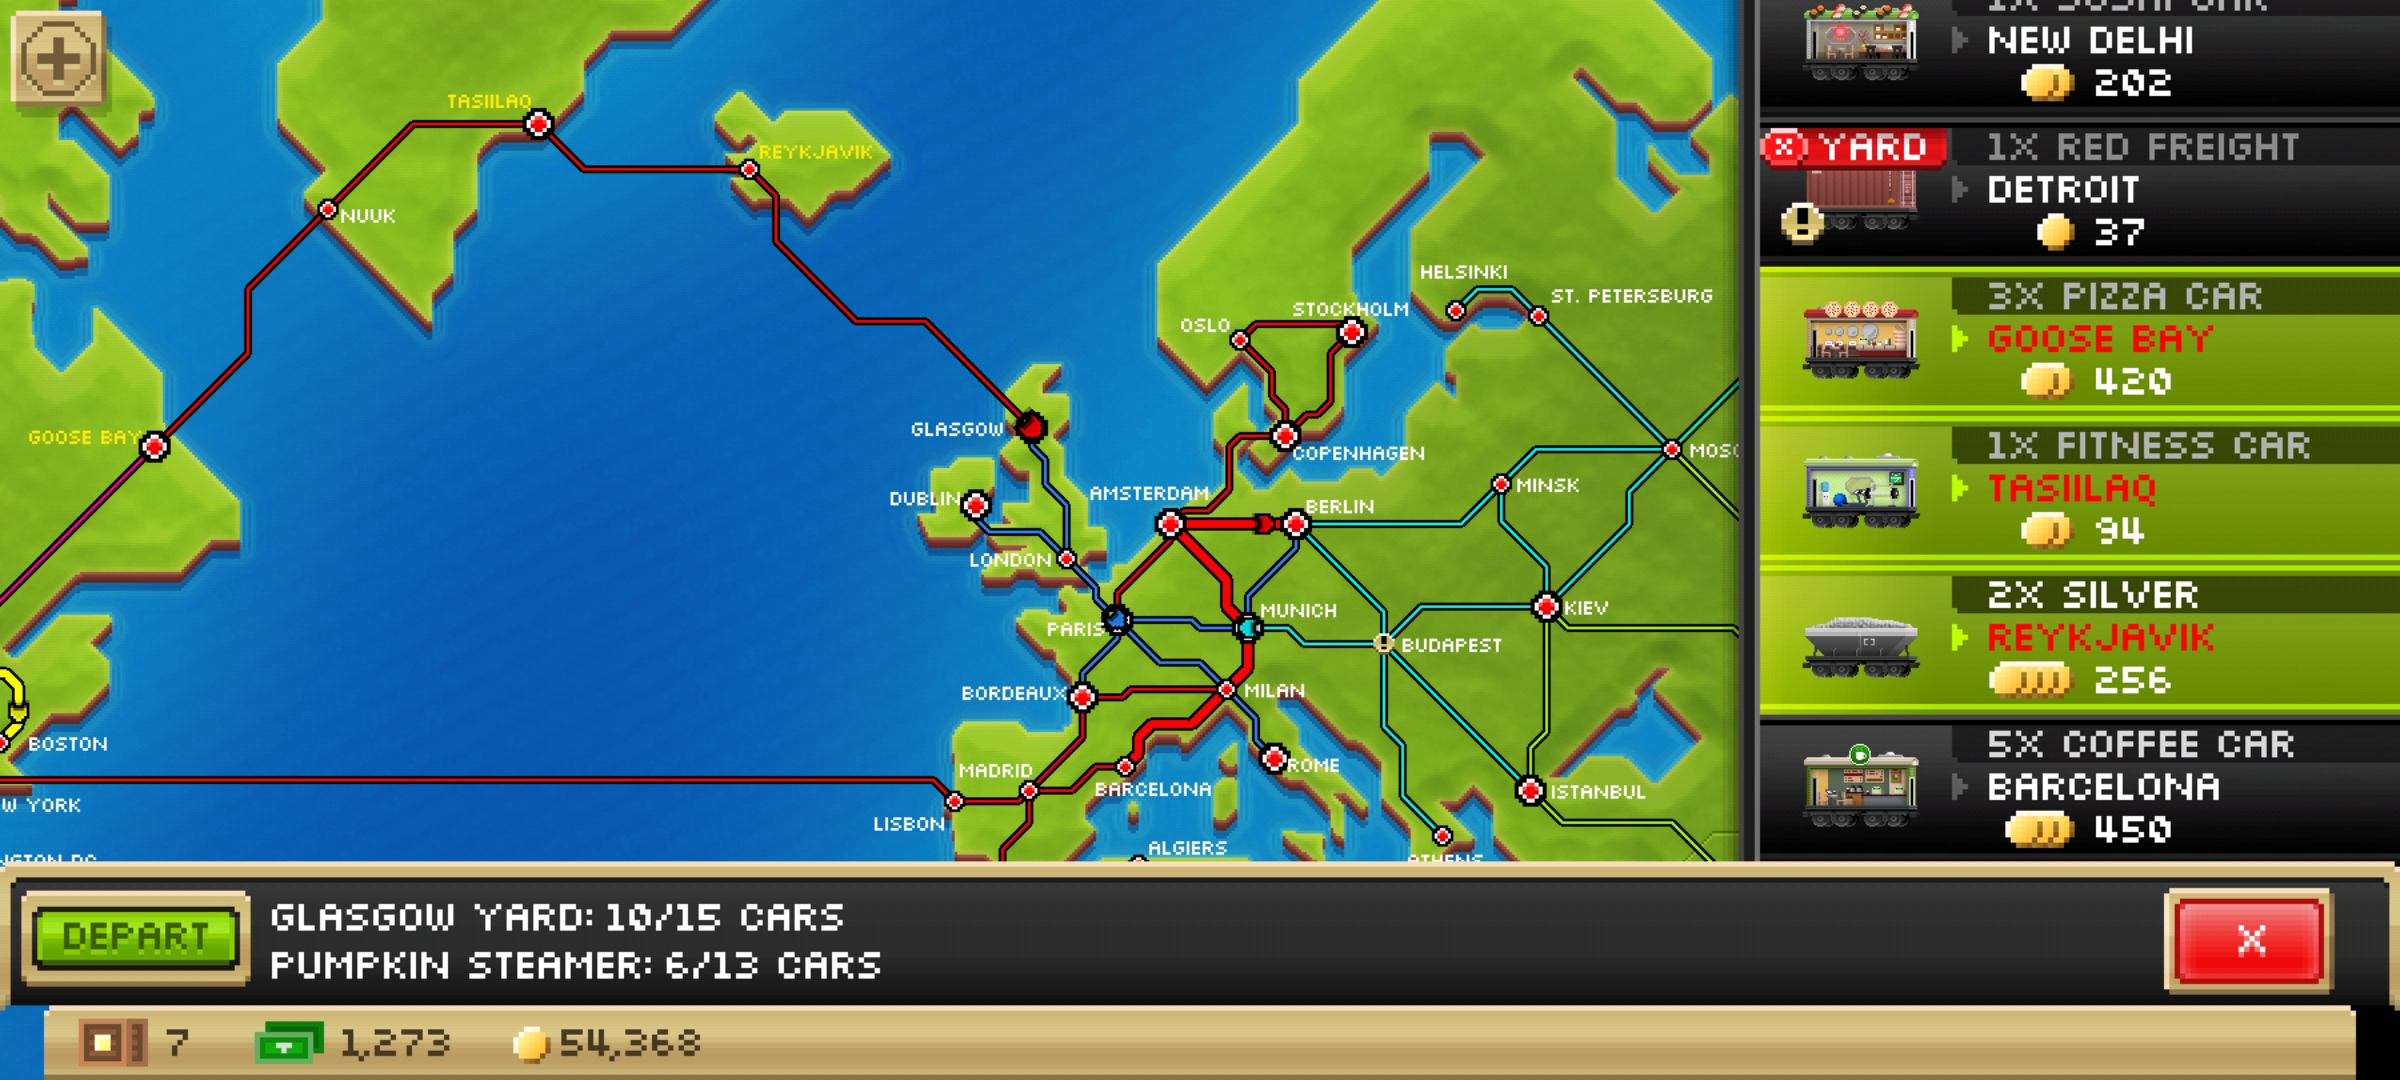 TASIILAQ
REYKJAVIK
NUUK
GOOSE BAY
GLASGOW
DUBLIN
LONDON
AMSTERDAM
BERLIN
OSLO
STOCKHOLM
HELSINKI
ST. PETERSBURG
COPENHAGEN
MINSK
MOSC
PARIS
MUNICH
BUDAPEST
KIEV
BORDEAUX
MILAN
BOSTON
MADRID
BARCELONA
ROME
ISTANBUL
W YORK
LISBON
ALGIERS
ATHENS
NEW DELHI
202
YARD
1X RED FREIGHT
DETROIT
37
3X PIZZA CAR
GOOSE BAY
420
1X FITNESS CAR
TASIILAQ
94
2X SILVER
REYKJAVIK
256
5X COFFEE CAR
BARCELONA
450
DEPART
GLASGOW YARD: 10/15 CARS
PUMPKIN STEAMER: 6/13 CARS
X
7
1,273
54,368